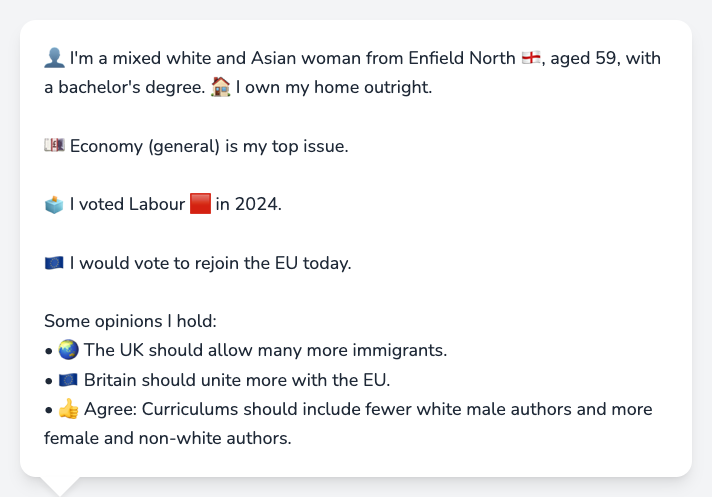 👤 I'm a mixed white and Asian woman from Enfield North 🏴󠁧󠁢󠁥󠁮󠁧󠁿, aged 59, with
a bachelor's degree. 🏠 I own my home outright.
💷 Economy (general) is my top issue.
🗳️ I voted Labour 🟥 in 2024.
🇪🇺 I would vote to rejoin the EU today.
Some opinions I hold:
• 🌏 The UK should allow many more immigrants.
• 🇪🇺 Britain should unite more with the EU.
• 👍 Agree: Curriculums should include fewer white male authors and more
female and non-white authors.